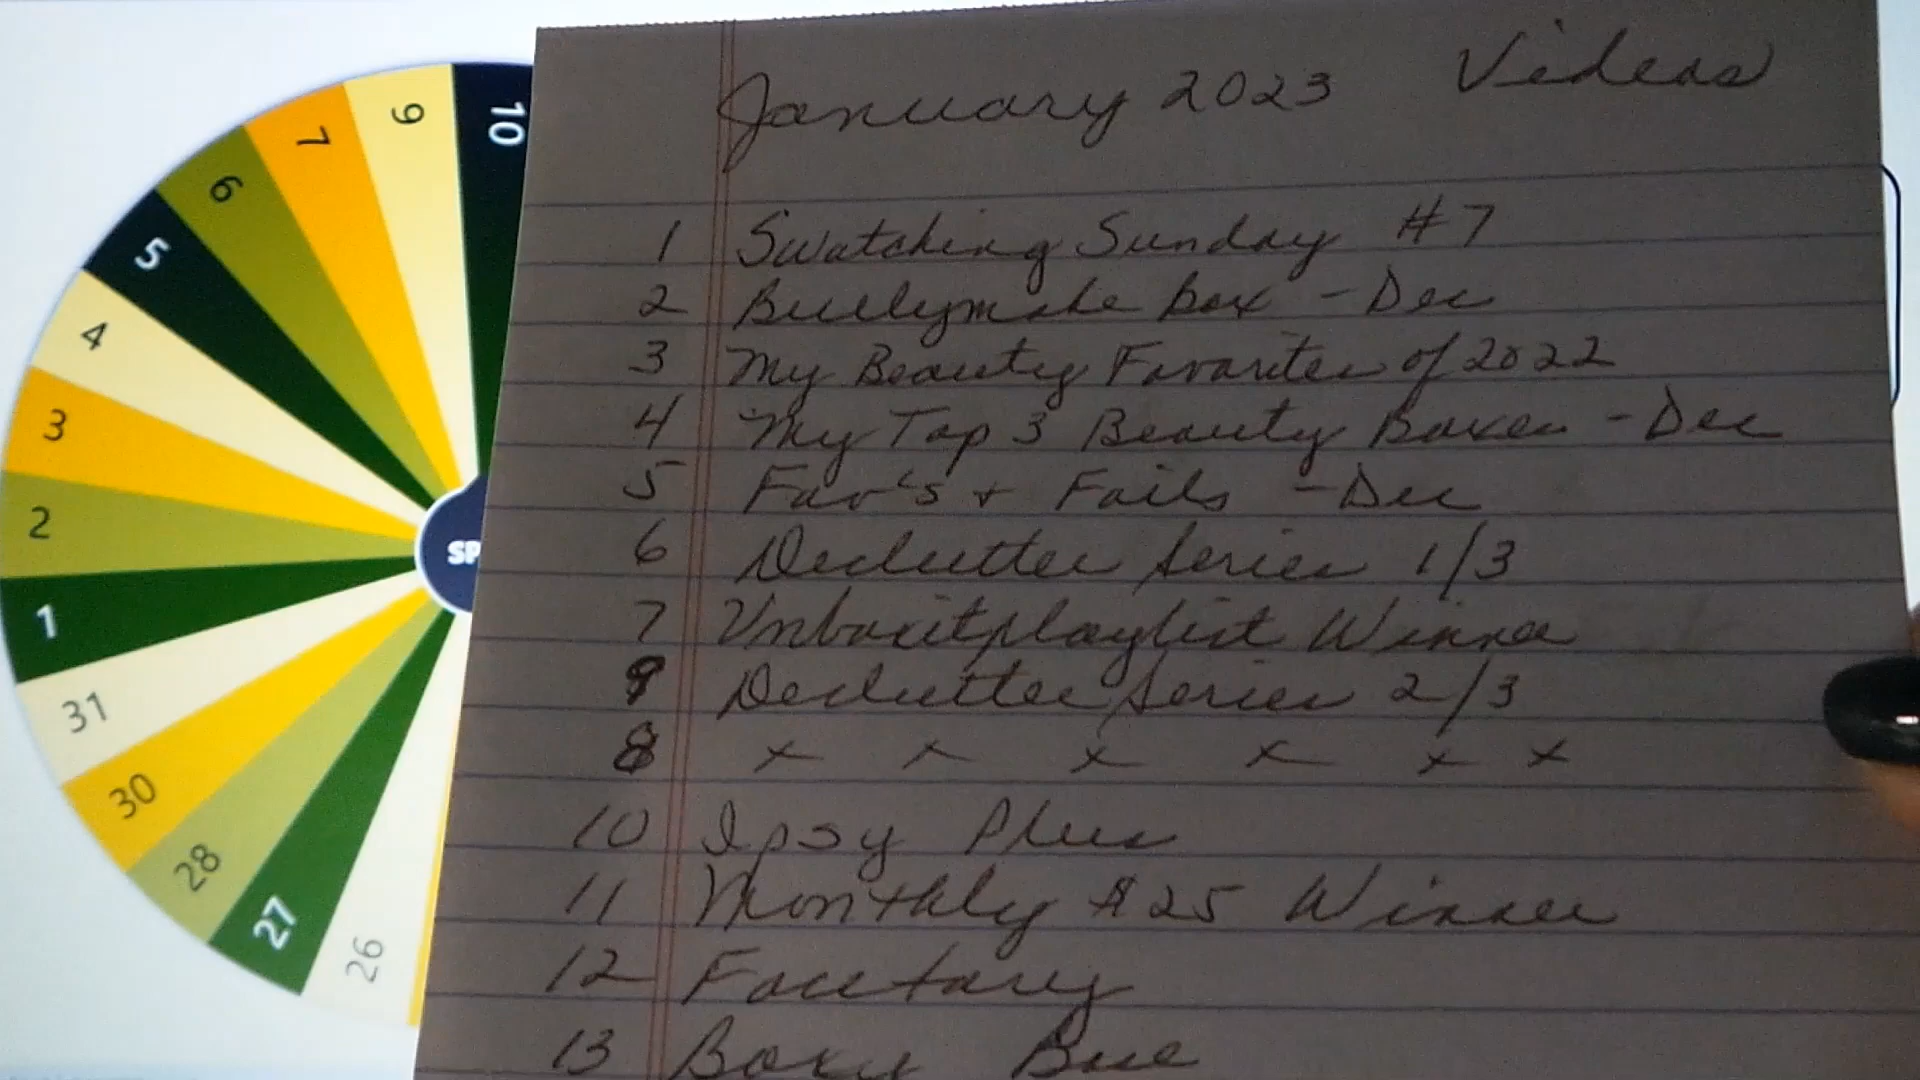 January 2023 Videos
1 Swatching Sunday #7
2 Bullymake box - Dec
3 My Beauty Favorites of 2022
4 My Top 3 Beauty Boxes - Dec
5 Fav's + Fails - Dec
6 Declutter Series 1/3
7 Unboxitplaylist Winner
9 Declutter Series 2/3
8 x x x x x x
10 Ipsy Plus
11 Monthly $25 Winner
12 Facetory
13 Boxy
10
9
7
6
5
4
3
2
1
31
30
28
27
26
SP